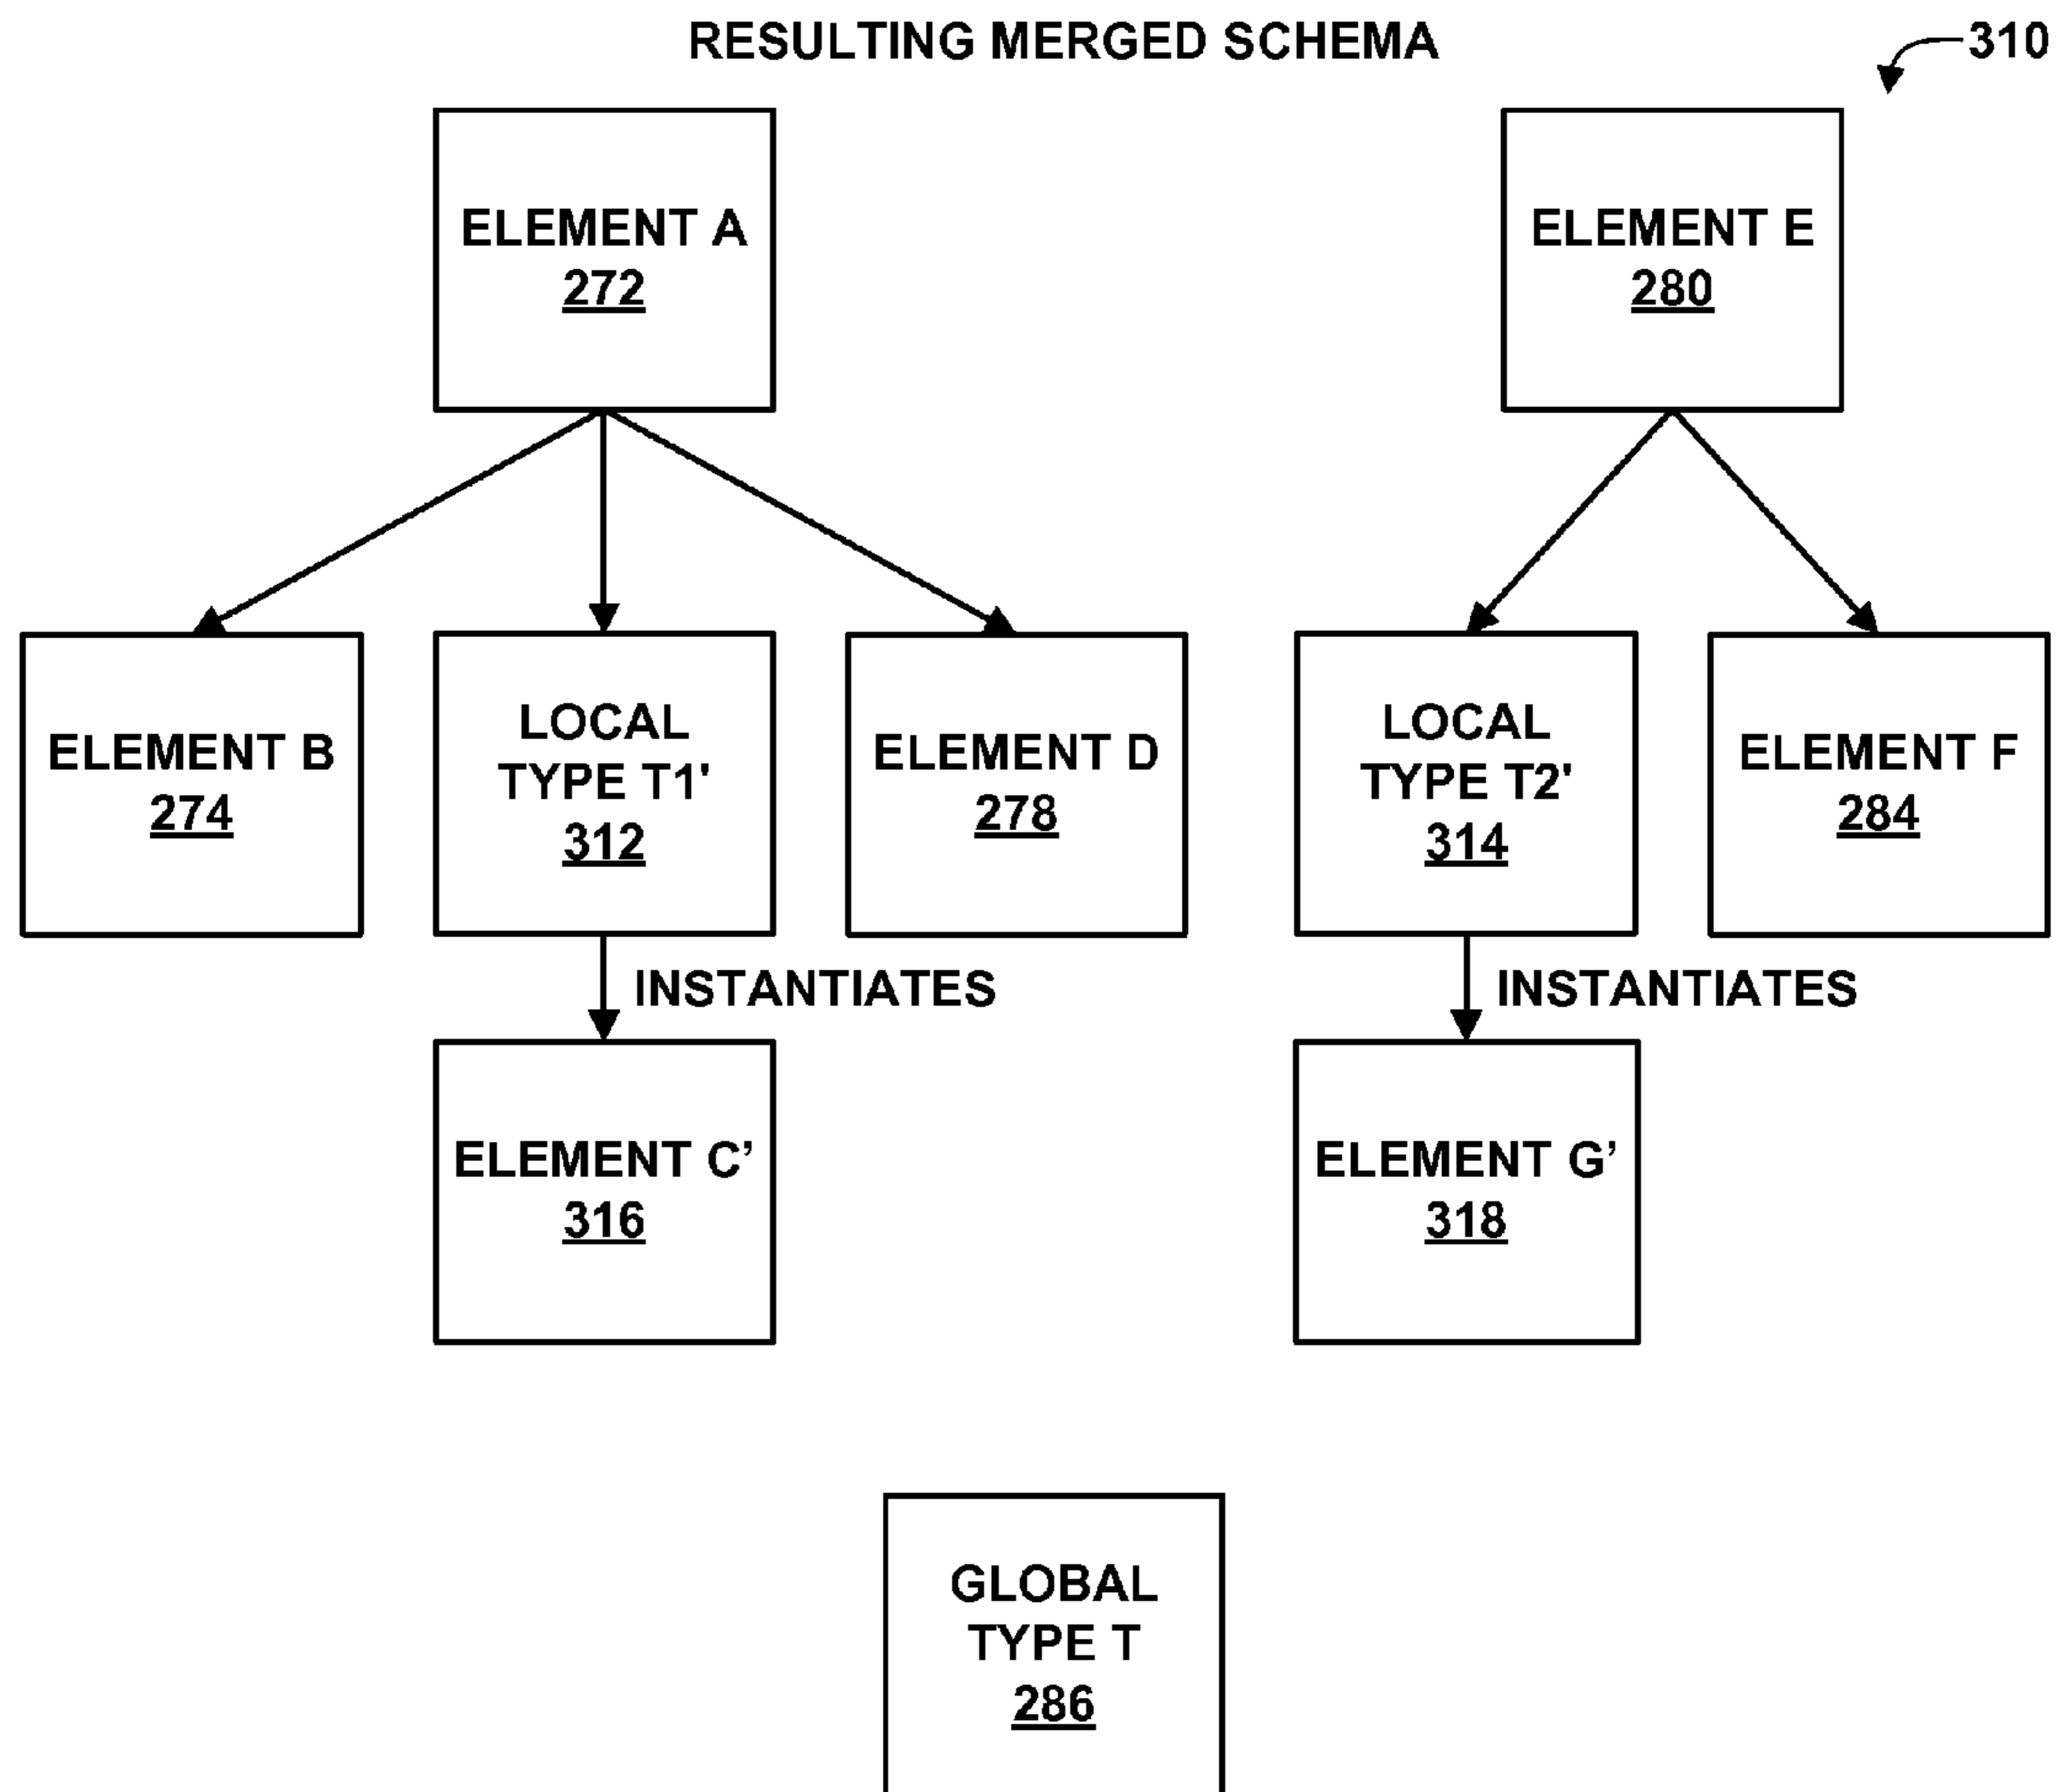 RESULTING MERGED SCHEMA
310
ELEMENT A
272
ELEMENT E
280
ELEMENT B
274
LOCAL
TYPE T1'
312
ELEMENT D
278
LOCAL
TYPE T2'
314
ELEMENT F
284
INSTANTIATES
INSTANTIATES
ELEMENT C’
316
ELEMENT G’
318
GLOBAL
TYPE T
286